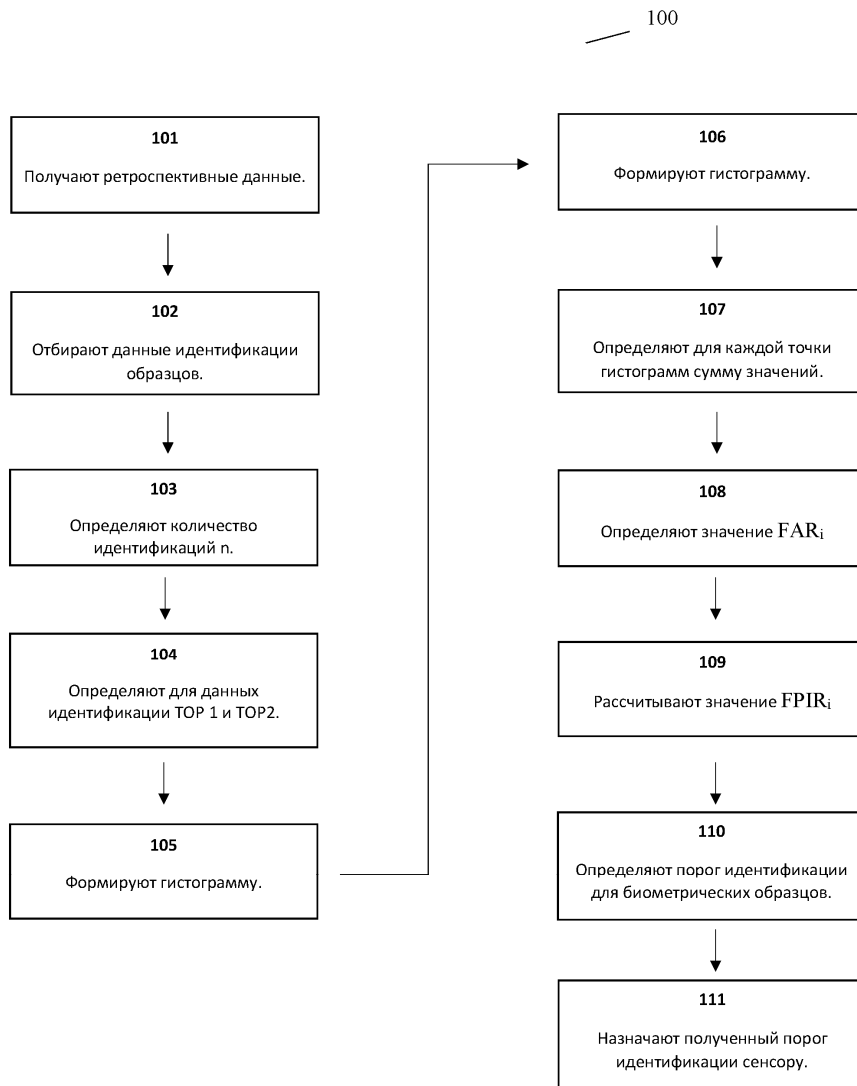 100
101
Получают ретроспективные данные.
102
Отбирают данные идентификации
образцов.
103
Определяют количество
идентификаций n.
104
Определяют для данных
идентификации TOP 1 и TOP2.
105
Формируют гистограмму.
106
Формируют гистограмму.
107
Определяют для каждой точки
гистограмм сумму значений.
108
Определяют значение FARi
109
Рассчитывают значение FPIRi
110
Определяют порог идентификации
для биометрических образцов.
111
Назначают полученный порог
идентификации сенсору.